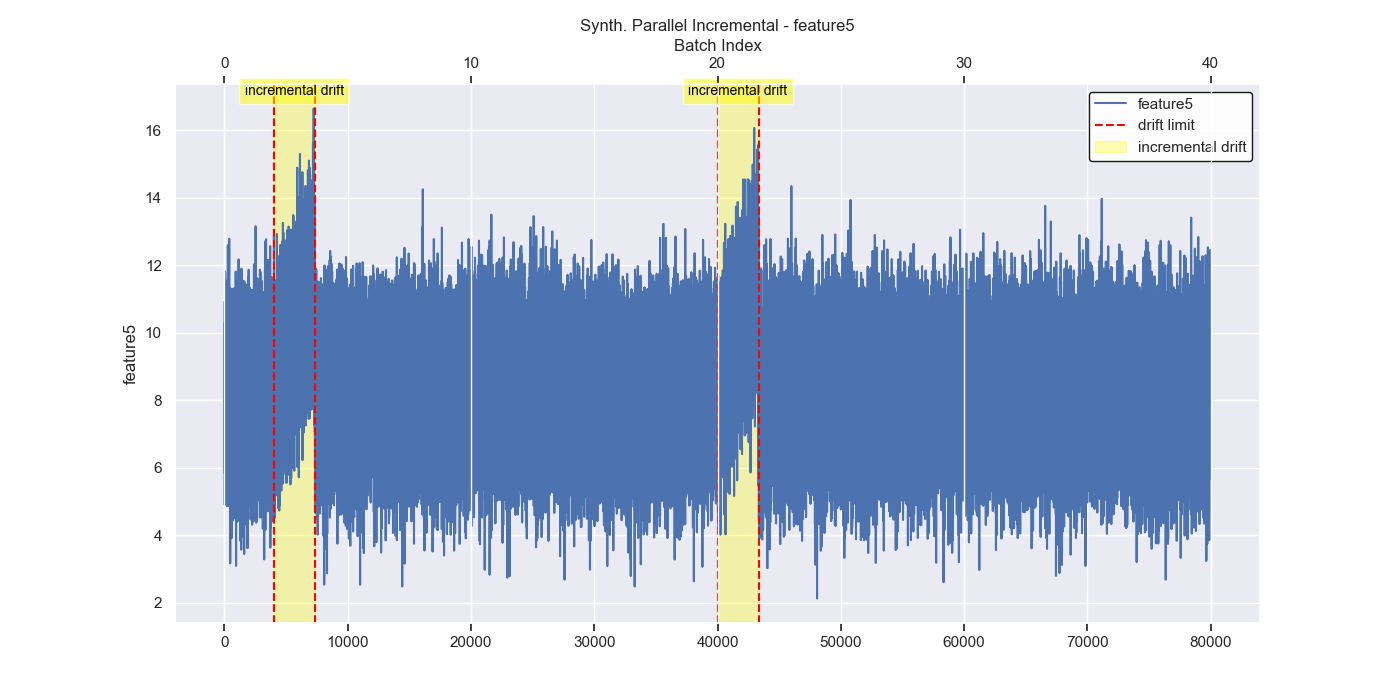 Synth. Parallel Incremental - feature5
Batch Index
0 10 20 30 40
incremental drift incremental drift
feature5
drift limit
incremental drift
16
14
12
10
8
6
4
2
feature5
0 10000 20000 30000 40000 50000 60000 70000 80000